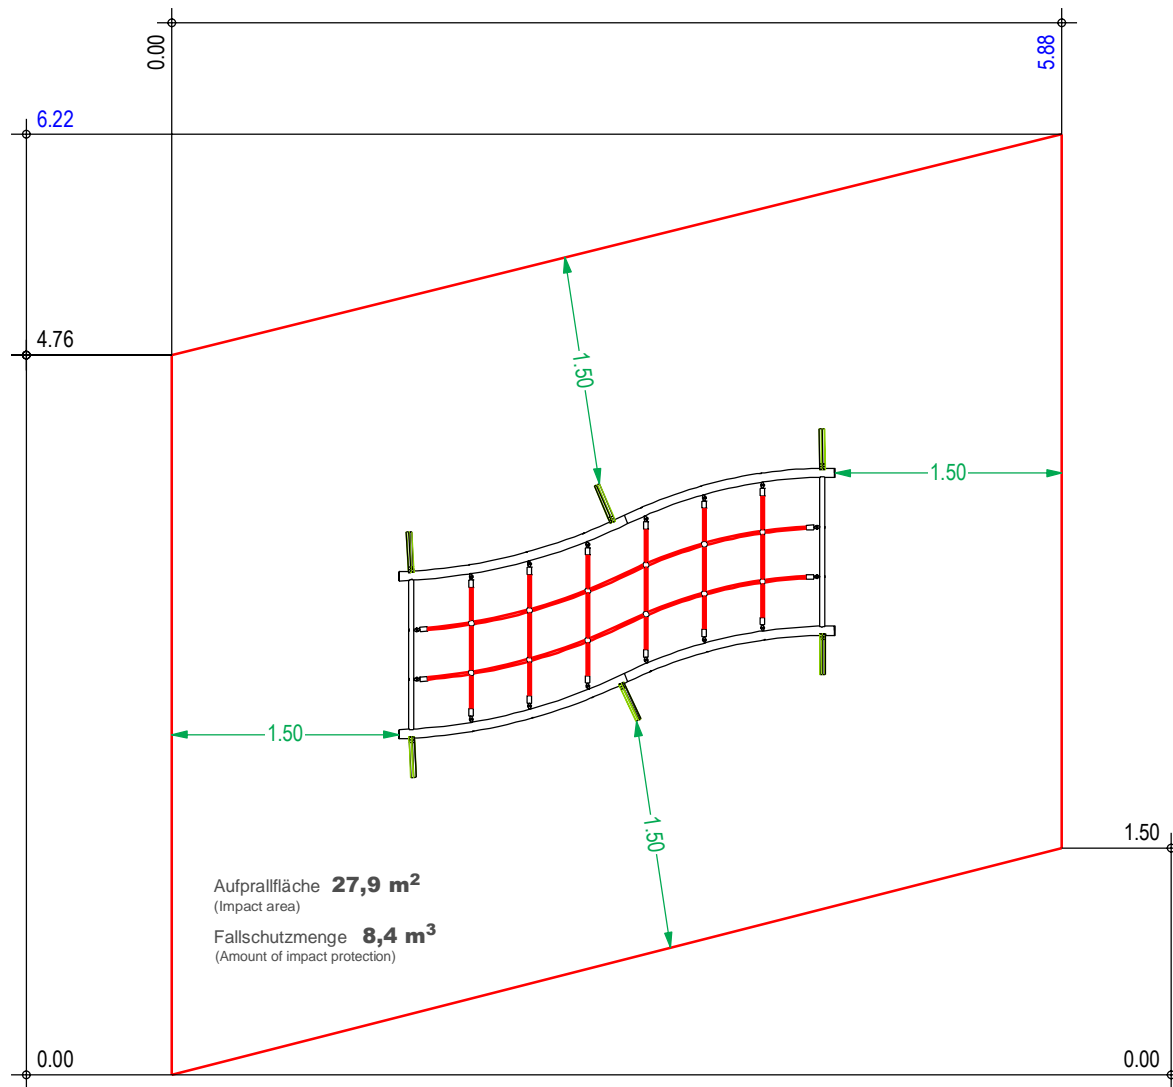 0.00
5.88
6.22
4.76
1.50
1.50
1.50
1.50
1.50
Aufprallfläche 27,9 m²
(Impact area)
Fallschutzmenge 8,4 m³
(Amount of impact protection)
0.00
0.00